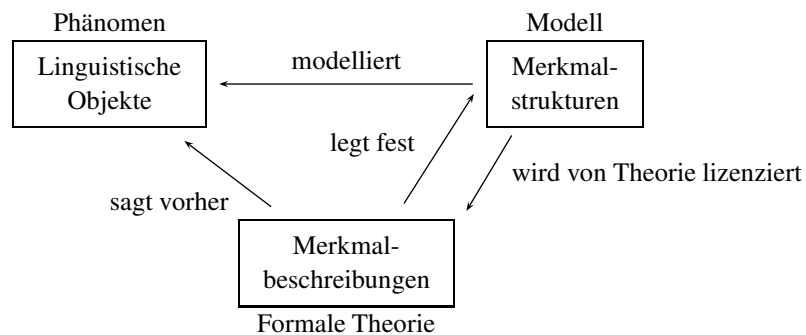 Phänomen
Modell
Linguistische
Objekte
modelliert
Merkmal-
strukturen
legt fest
wird von Theorie lizenziert
sagt vorher
Merkmal-
beschreibungen
Formale Theorie